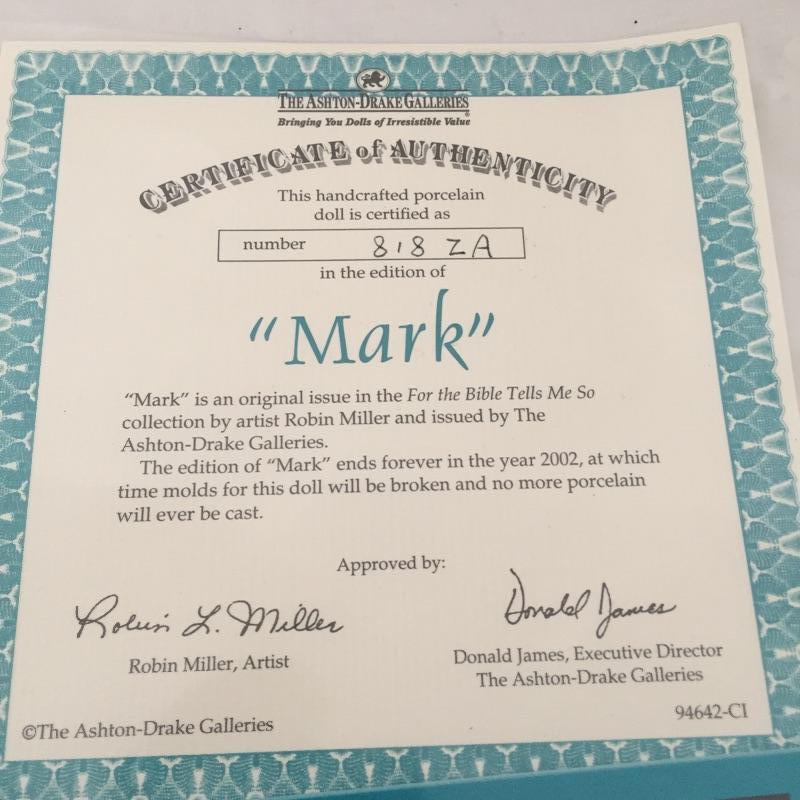 THE ASHTON-DRAKE GALLERIES®
Bringing You Dolls of Irresistible Value
CERTIFICATE of AUTHENTICITY
This handcrafted porcelain
doll is certified as
number 818 ZA
in the edition of
“Mark”
“Mark” is an original issue in the For the Bible Tells Me So
collection by artist Robin Miller and issued by The
Ashton-Drake Galleries.
The edition of “Mark” ends forever in the year 2002, at which
time molds for this doll will be broken and no more porcelain
will ever be cast.
Approved by:
Robin L. Miller Donald James
Robin Miller, Artist Donald James, Executive Director
The Ashton-Drake Galleries
©The Ashton-Drake Galleries 94642-CI